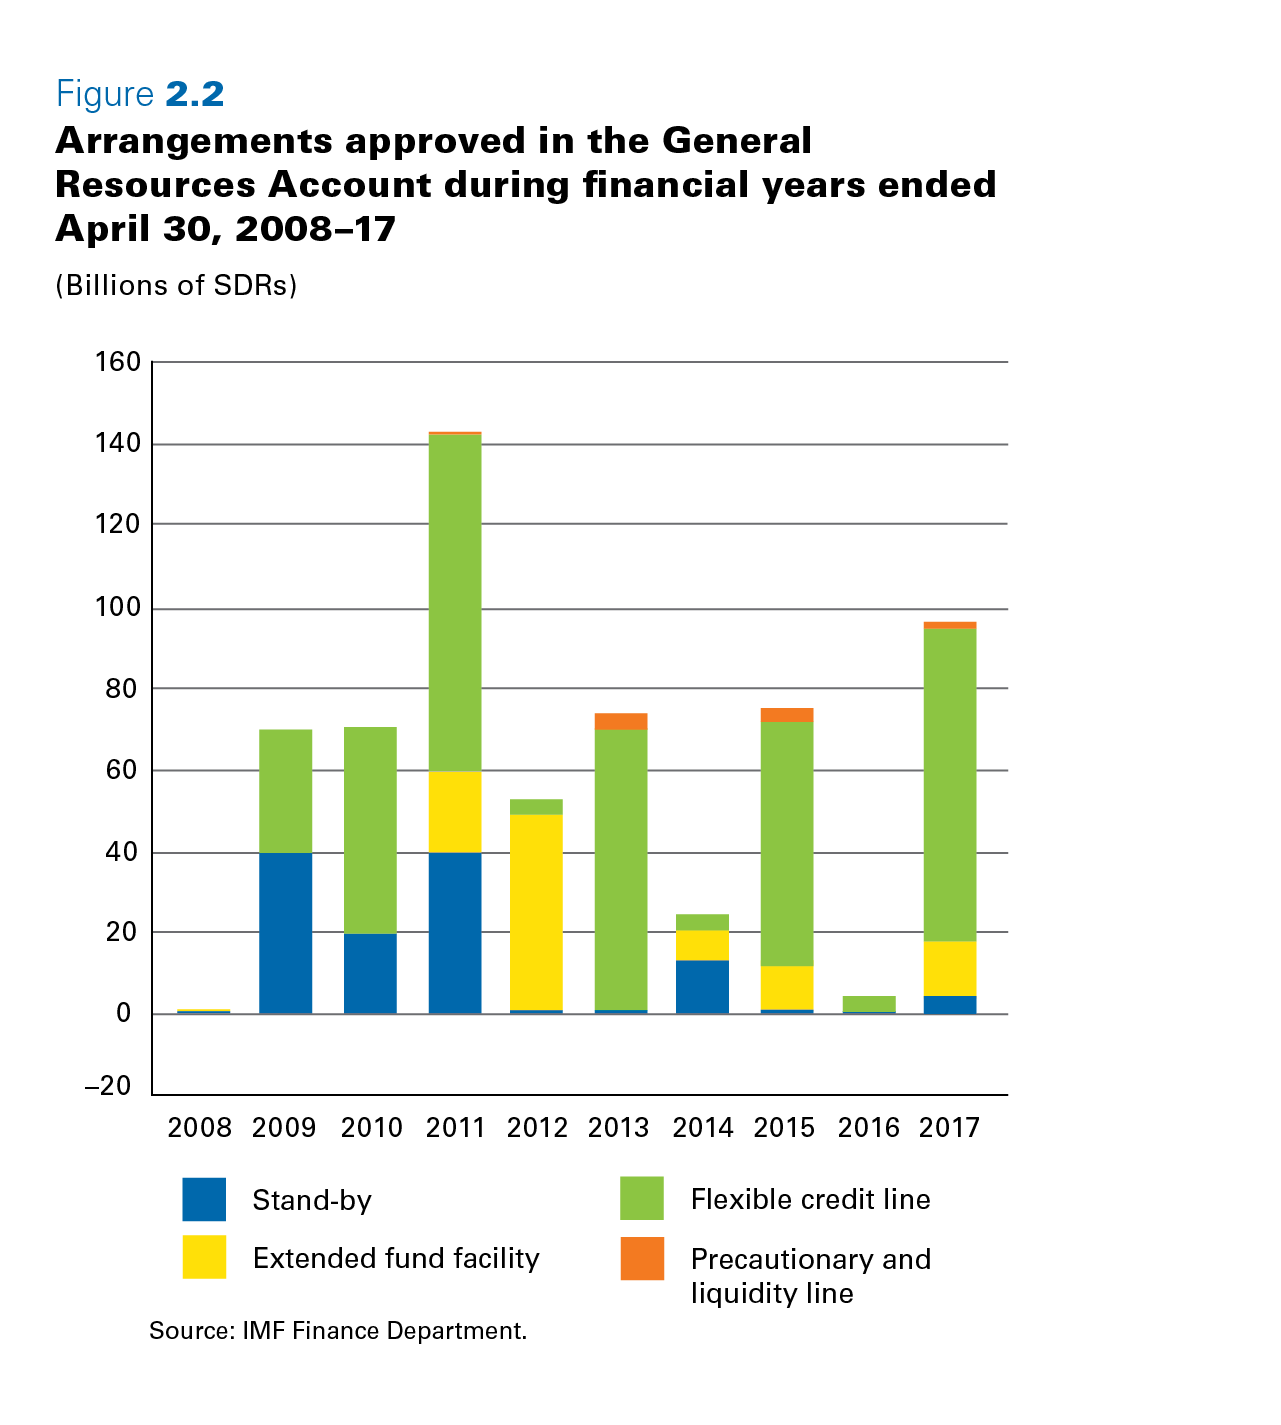 Figure 2.2
Arrangements approved in the General
Resources Account during financial years ended
April 30, 2008–17
(Billions of SDRs)
160
140
120
100
80
60
40
20
0
–20
2008 2009 2010 2011 2012 2013 2014 2015 2016 2017
Stand-by
Extended fund facility
Flexible credit line
Precautionary and
liquidity line
Source: IMF Finance Department.